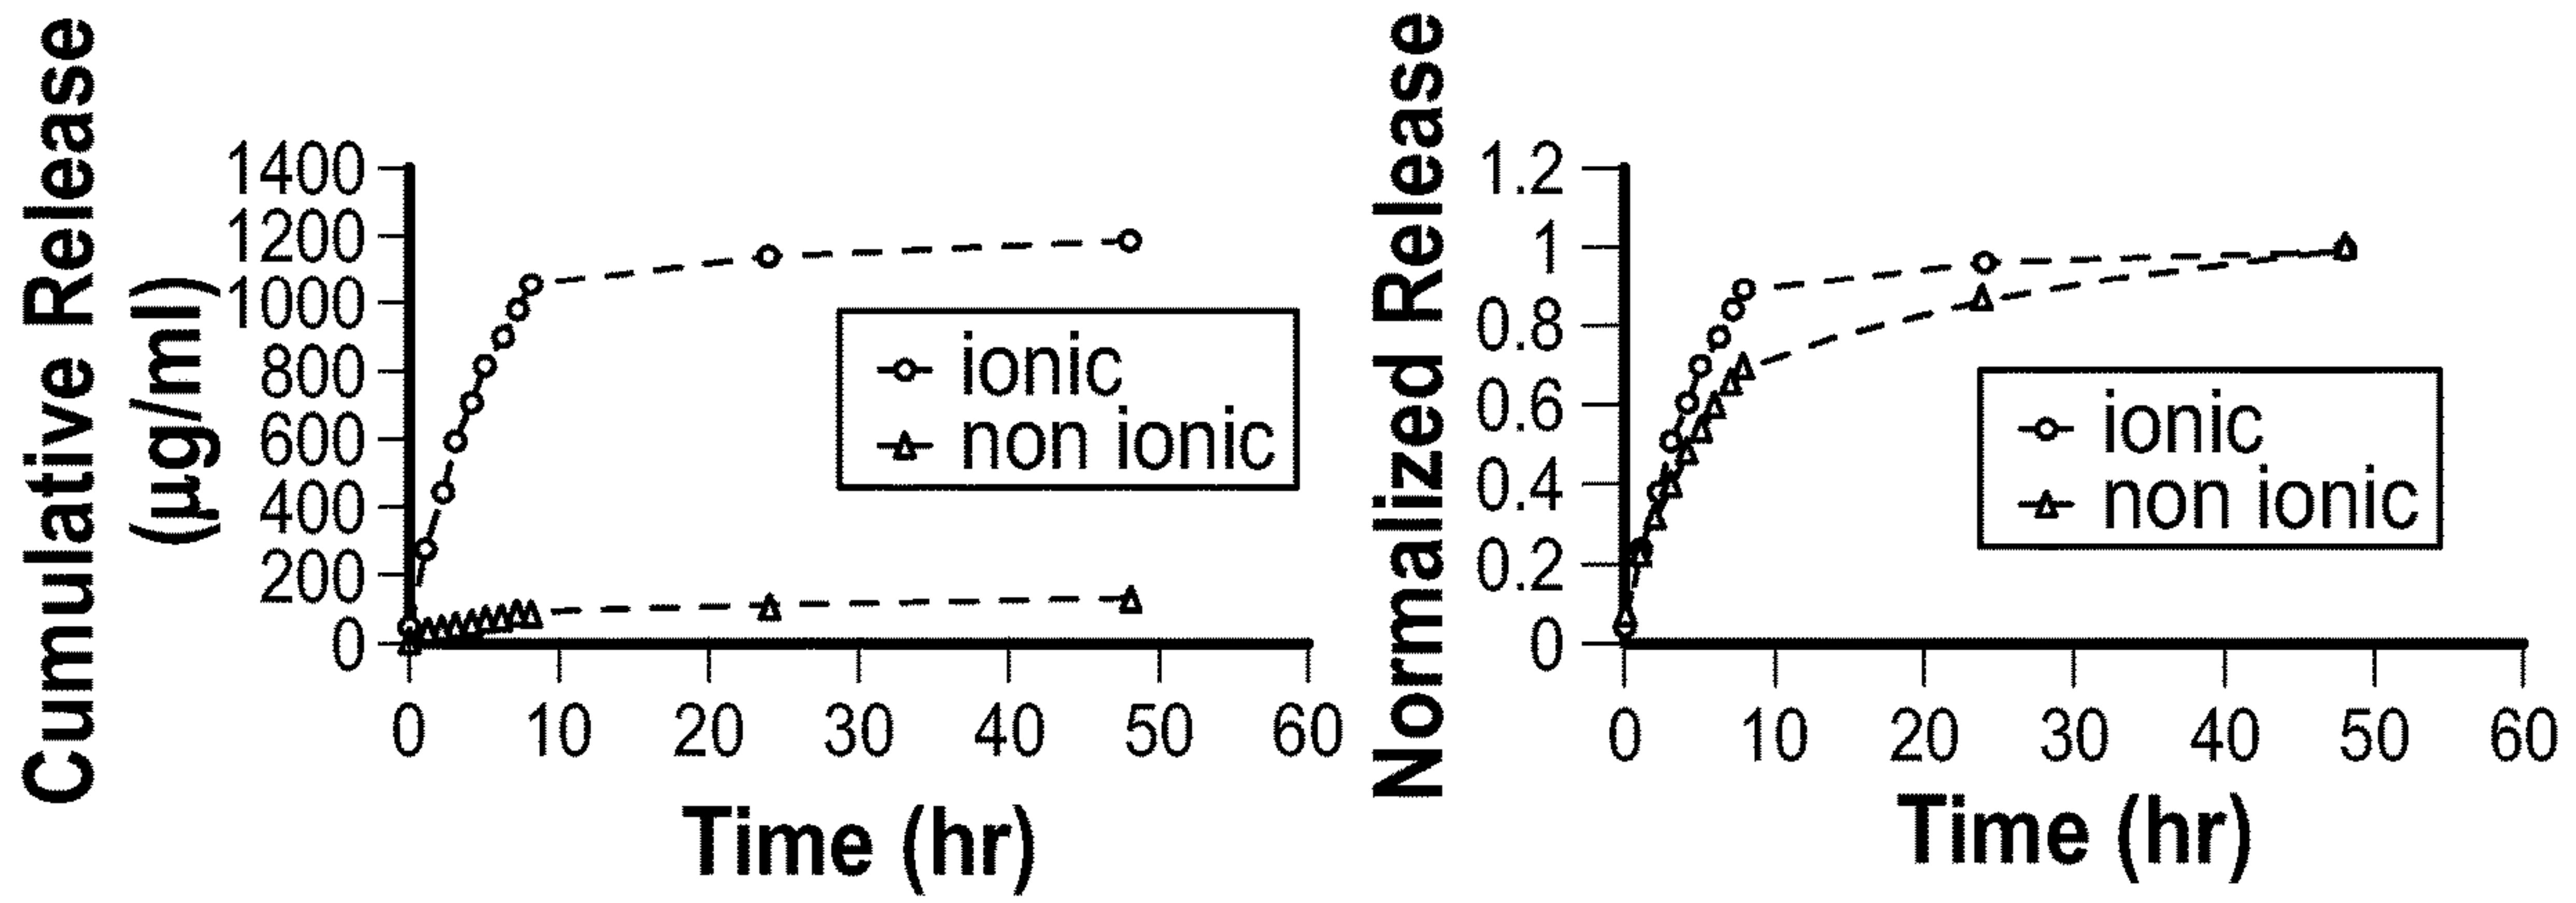 Cumulative Release
(µg/ml)
1400
1200
1000
800
600
400
200
0
0 10 20 30 40 50 60
Time (hr)
ionic
non ionic
Normalized Release
1.2
1
0.8
0.6
0.4
0.2
0
0 10 20 30 40 50 60
Time (hr)
ionic
non ionic